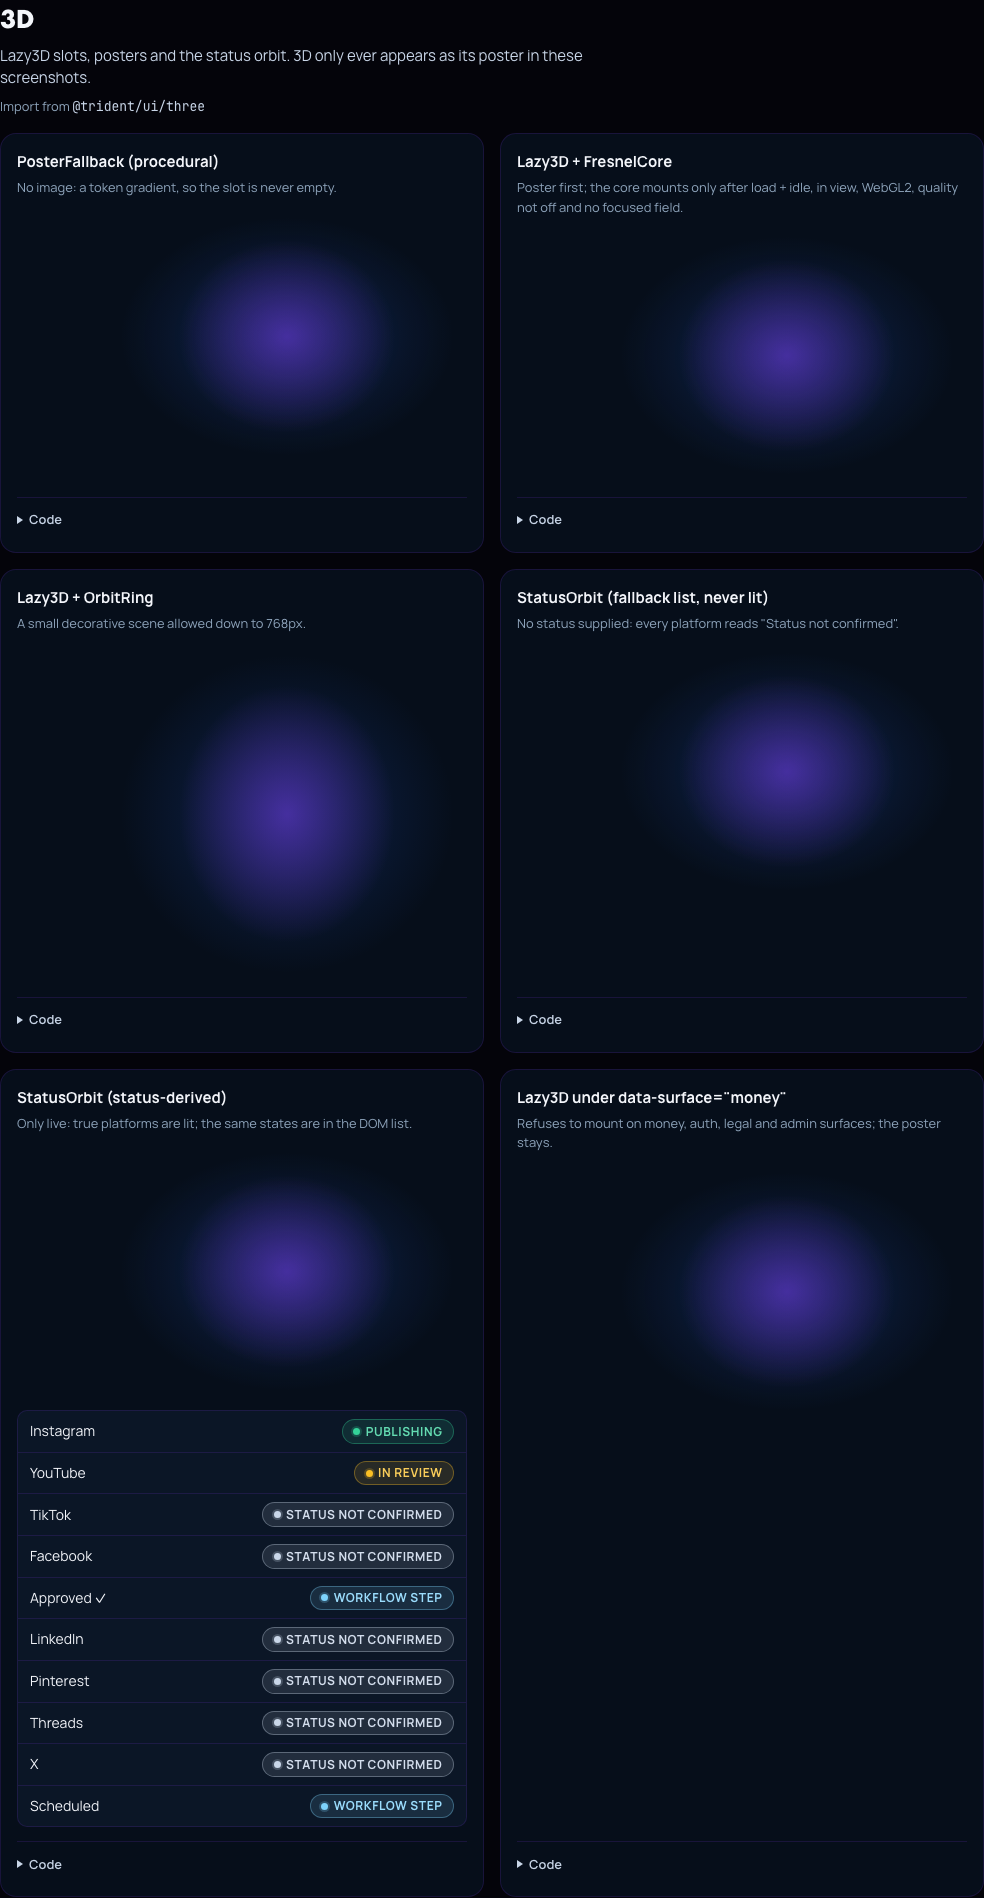 3D
Lazy3D slots, posters and the status orbit. 3D only ever appears as its poster in these
screenshots.
Import from @trident/ui/three
PosterFallback (procedural)
No image: a token gradient, so the slot is never empty.
Code
Lazy3D + FresnelCore
Poster first; the core mounts only after load + idle, in view, WebGL2, quality
not off and no focused field.
Code
Lazy3D + OrbitRing
A small decorative scene allowed down to 768px.
Code
StatusOrbit (fallback list, never lit)
No status supplied: every platform reads "Status not confirmed".
Code
StatusOrbit (status-derived)
Only live: true platforms are lit; the same states are in the DOM list.
Instagram PUBLISHING
YouTube IN REVIEW
TikTok STATUS NOT CONFIRMED
Facebook STATUS NOT CONFIRMED
Approved ✓ WORKFLOW STEP
LinkedIn STATUS NOT CONFIRMED
Pinterest STATUS NOT CONFIRMED
Threads STATUS NOT CONFIRMED
X STATUS NOT CONFIRMED
Scheduled WORKFLOW STEP
Code
Lazy3D under data-surface="money"
Refuses to mount on money, auth, legal and admin surfaces; the poster
stays.
Code